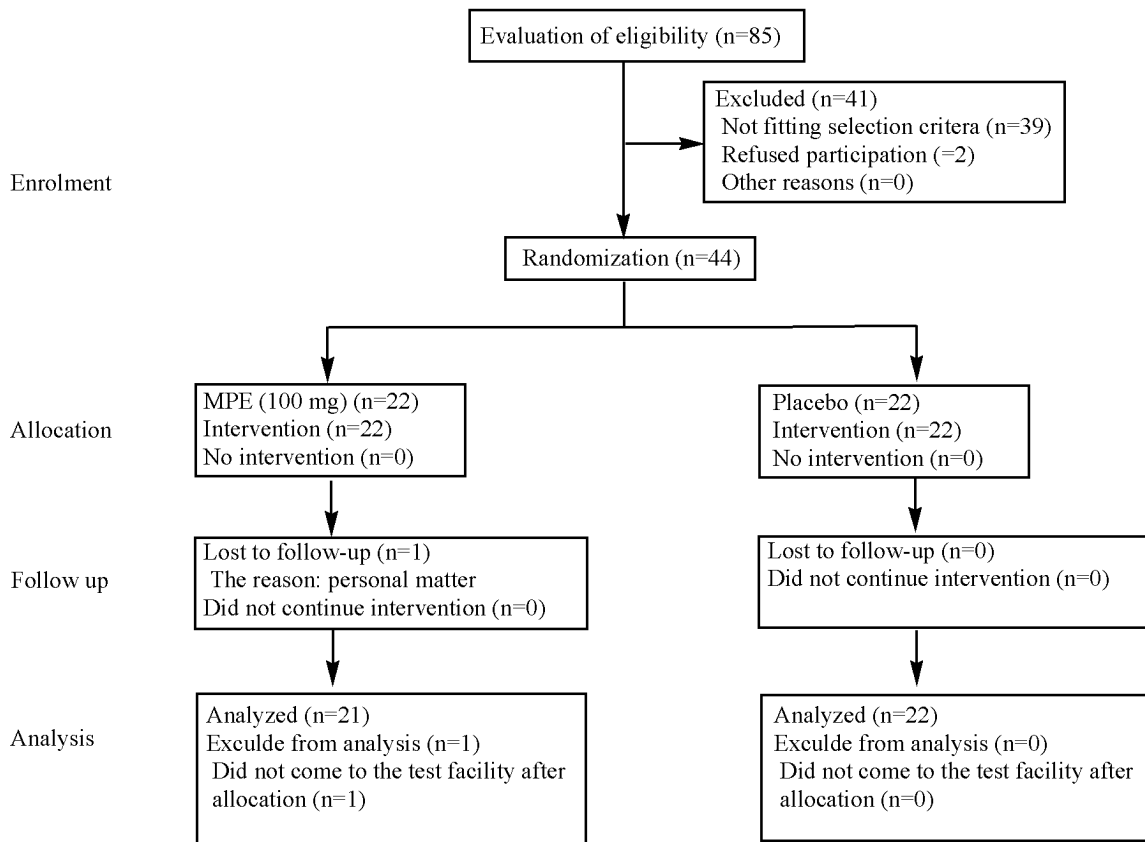 Evaluation of eligibility (n=85)
Excluded (n=41)
Not fitting selection critera (n=39)
Refused participation (=2)
Other reasons (n=0)
Enrolment
Randomization (n=44)
Allocation
MPE (100 mg) (n=22)
Intervention (n=22)
No intervention (n=0)
Placebo (n=22)
Intervention (n=22)
No intervention (n=0)
Follow up
Lost to follow-up (n=1)
The reason: personal matter
Did not continue intervention (n=0)
Lost to follow-up (n=0)
Did not continue intervention (n=0)
Analysis
Analyzed (n=21)
Exculde from analysis (n=1)
Did not come to the test facility after
allocation (n=1)
Analyzed (n=22)
Exculde from analysis (n=0)
Did not come to the test facility after
allocation (n=0)